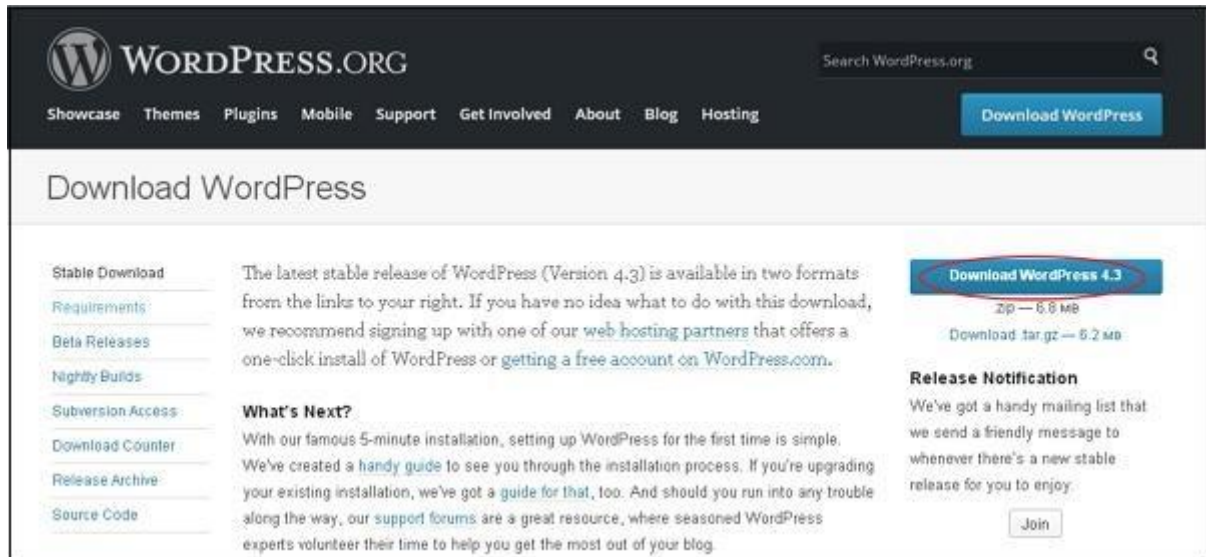 WORDPRESS.ORG
Search WordPress.org
Showcase Themes Plugins Mobile Support Get Involved About Blog Hosting
Download WordPress
Download WordPress
Stable Download
Requirements
Beta Releases
Nightly Builds
Subversion Access
Download Counter
Release Archive
Source Code
The latest stable release of WordPress (Version 4.3) is available in two formats
from the links to your right. If you have no idea what to do with this download,
we recommend signing up with one of our web hosting partners that offers a
one-click install of WordPress or getting a free account on WordPress.com.
What's Next?
With our famous 5-minute installation, setting up WordPress for the first time is simple.
We've created a handy guide to see you through the installation process. If you're upgrading
your existing installation, we've got a guide for that, too. And should you run into any trouble
along the way, our support forums are a great resource, where seasoned WordPress
experts volunteer their time to help you get the most out of your blog.
Download WordPress 4.3
zip — 6.8 MB
Download .tar.gz — 6.2 MB
Release Notification
We've got a handy mailing list that
we send a friendly message to
whenever there's a new stable
release for you to enjoy.
Join